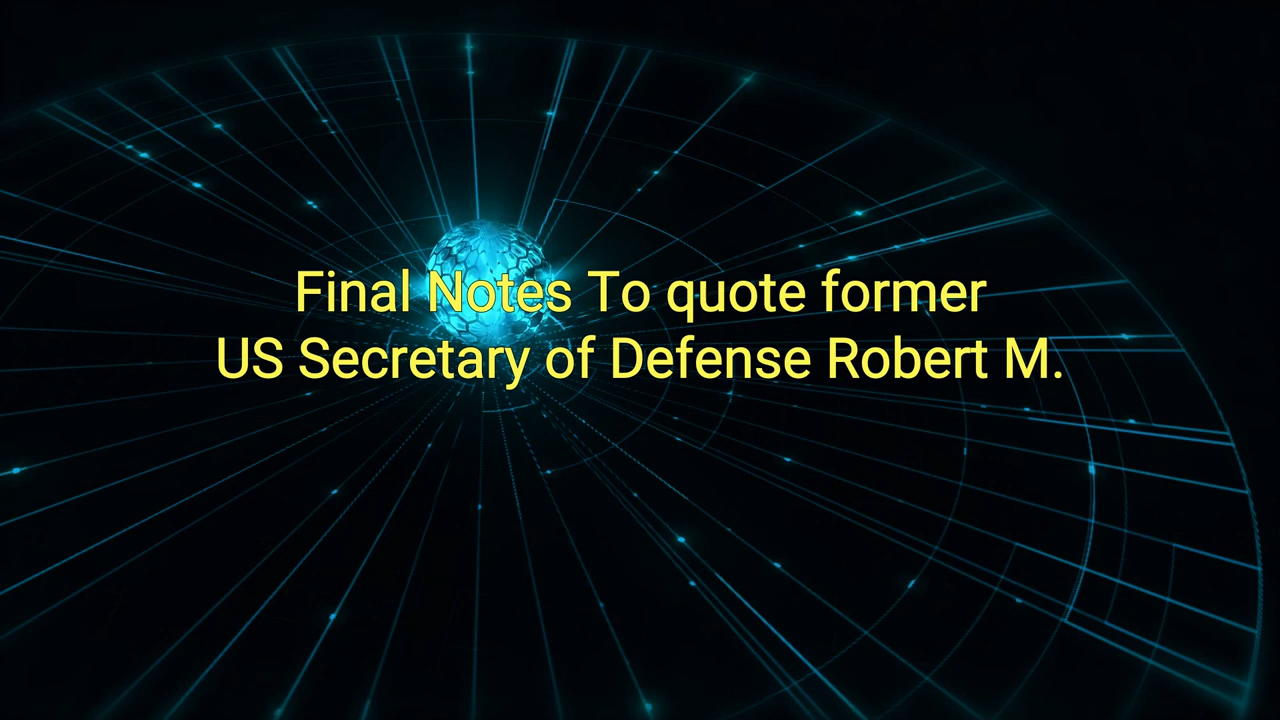 Final Notes To quote former
US Secretary of Defense Robert M.